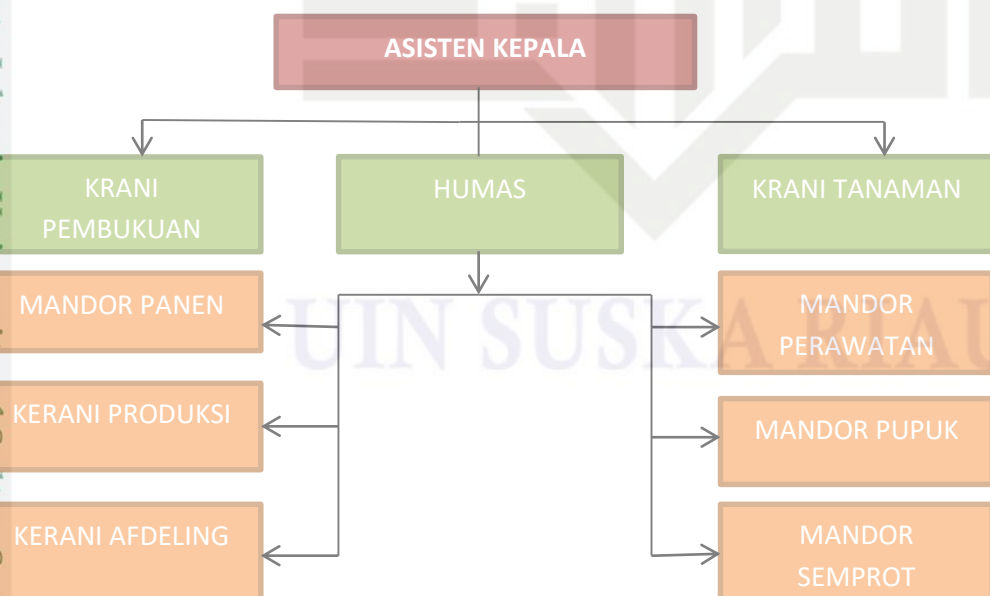 ASISTEN KEPALA
KRANI
PEMBUKUAN
HUMAS
KRANI TANAMAN
MANDOR PANEN
MANDOR
PERAWATAN
KERANI PRODUKSI
MANDOR PUPUK
KERANI AFDELING
MANDOR
SEMPROT
UIN SUSKA RIAU